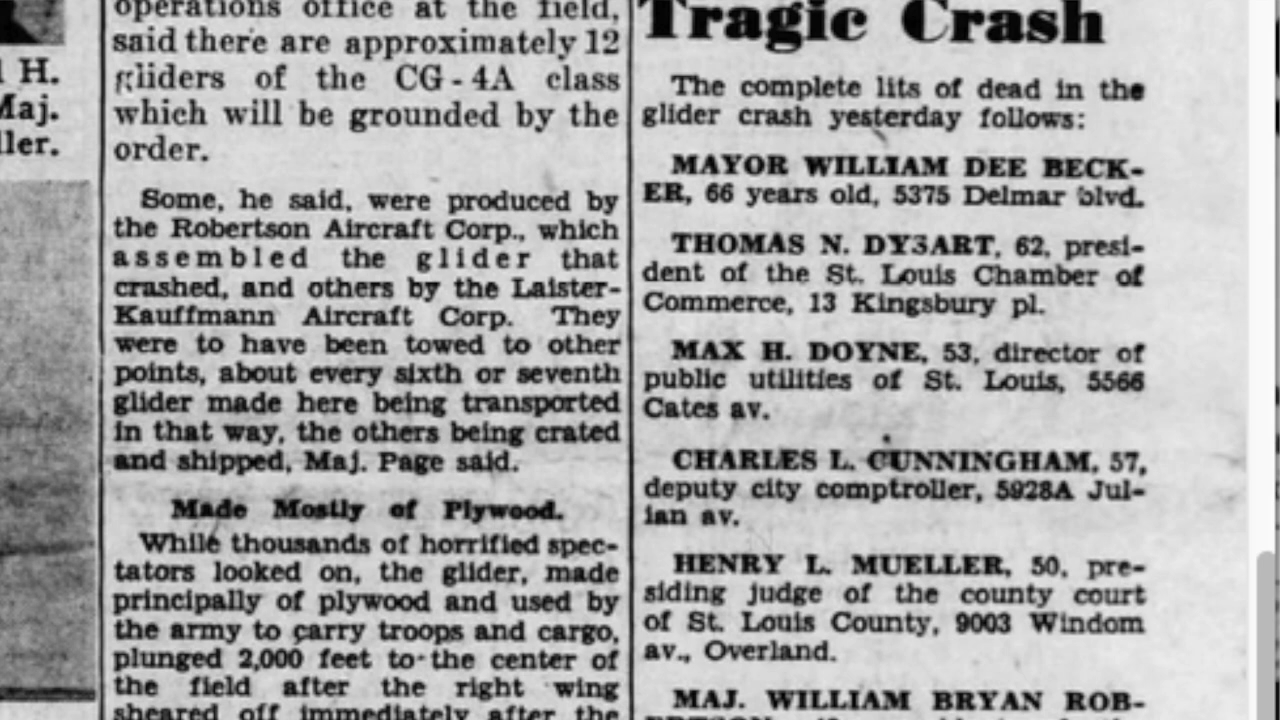 l H.
Maj.
ller.
operations office at the field,
said there are approximately 12
gliders of the CG-4A class
which will be grounded by the
order.
Some, he said, were produced by
the Robertson Aircraft Corp., which
assembled the glider that
crashed, and others by the Laister-
Kauffmann Aircraft Corp. They
were to have been towed to other
points, about every sixth or seventh
glider made here being transported
in that way, the others being crated
and shipped, Maj. Page said.
Made Mostly of Plywood.
While thousands of horrified spec-
tators looked on, the glider, made
principally of plywood and used by
the army to carry troops and cargo,
plunged 2,000 feet to the center of
the field after the right wing
sheared off immediately after the
Tragic Crash
The complete lits of dead in the
glider crash yesterday follows:
MAYOR WILLIAM DEE BECK-
ER, 66 years old, 5375 Delmar blvd.
THOMAS N. DY3ART, 62, presi-
dent of the St. Louis Chamber of
Commerce, 13 Kingsbury pl.
MAX H. DOYNE, 53, director of
public utilities of St. Louis, 5566
Cates av.
CHARLES L. CUNNINGHAM, 57,
deputy city comptroller, 5928A Jul-
ian av.
HENRY L. MUELLER, 50, pre-
siding judge of the county court
of St. Louis County, 9003 Windom
av., Overland.
MAJ. WILLIAM BRYAN ROB-